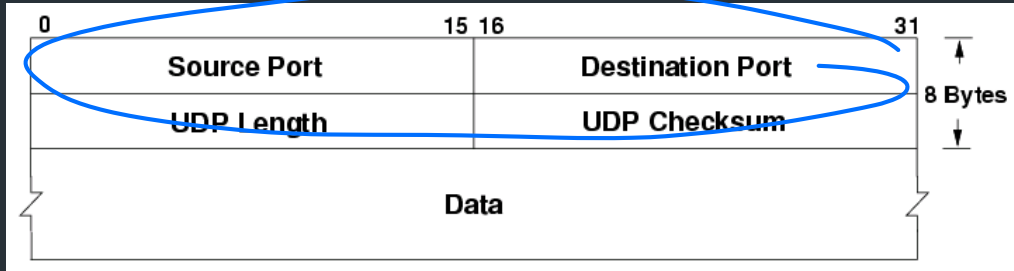 0 15 16 31
Source Port Destination Port
8 Bytes
UDP Length UDP Checksum
Data